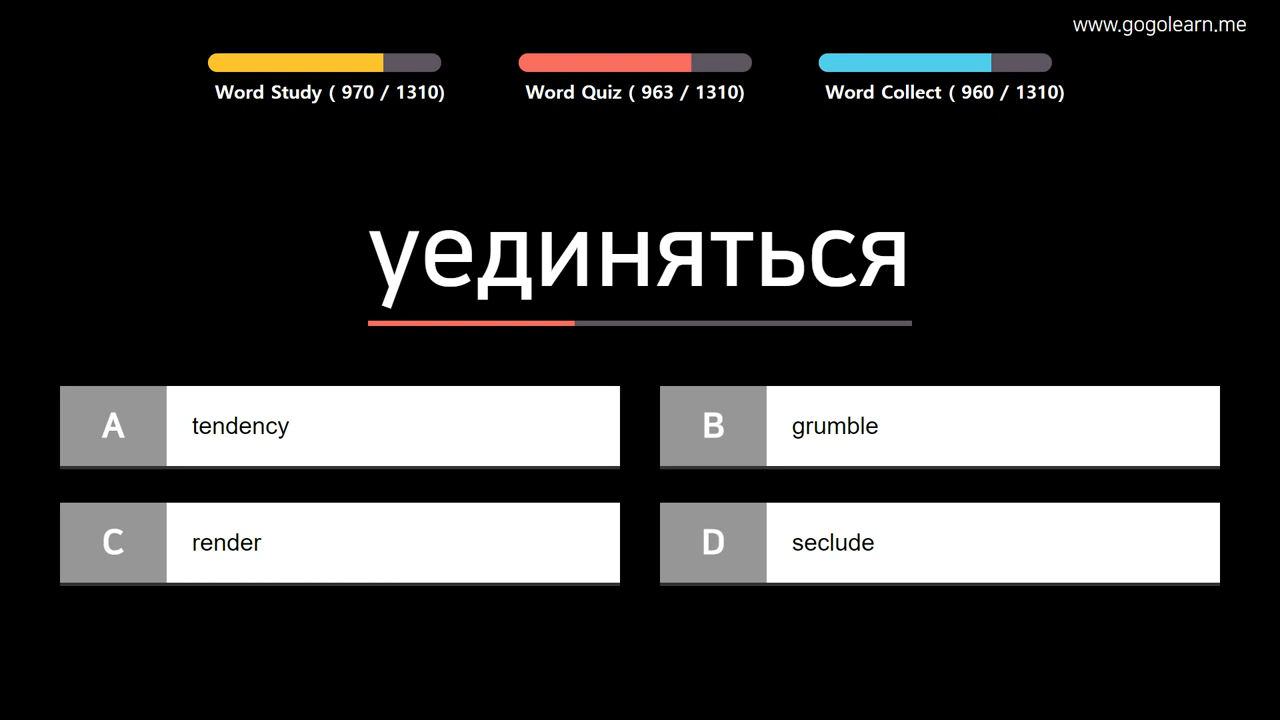 www.gogolearn.me
Word Study ( 970 / 1310)
Word Quiz ( 963 / 1310)
Word Collect ( 960 / 1310)
уединяться
A tendency
B grumble
C render
D seclude